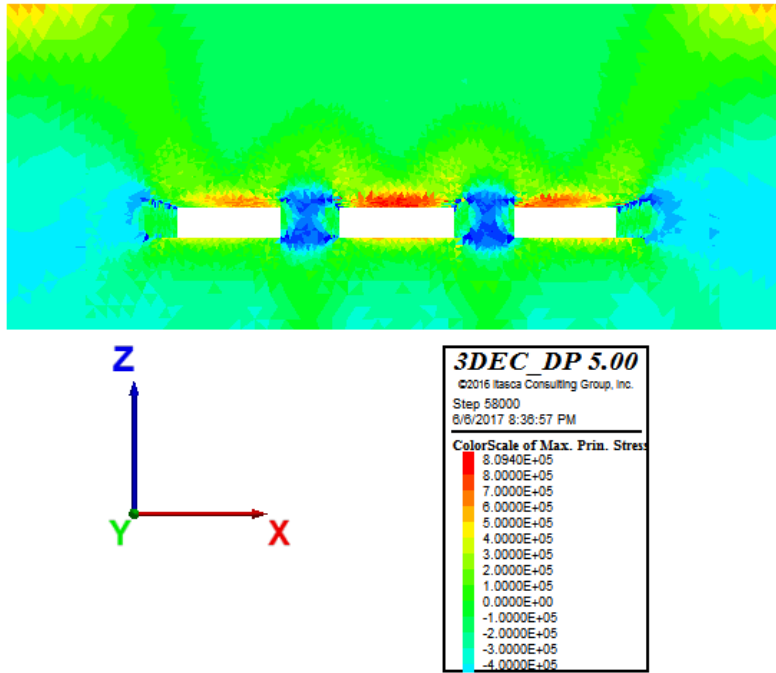 Z
Y
X
3DEC_DP 5.00
©2016 Itasca Consulting Group, Inc.
Step 58000
6/6/2017 8:36:57 PM
ColorScale of Max. Prin. Stress
8.0940E+05
8.0000E+05
7.0000E+05
6.0000E+05
5.0000E+05
4.0000E+05
3.0000E+05
2.0000E+05
1.0000E+05
0.0000E+00
-1.0000E+05
-2.0000E+05
-3.0000E+05
-4.0000E+05